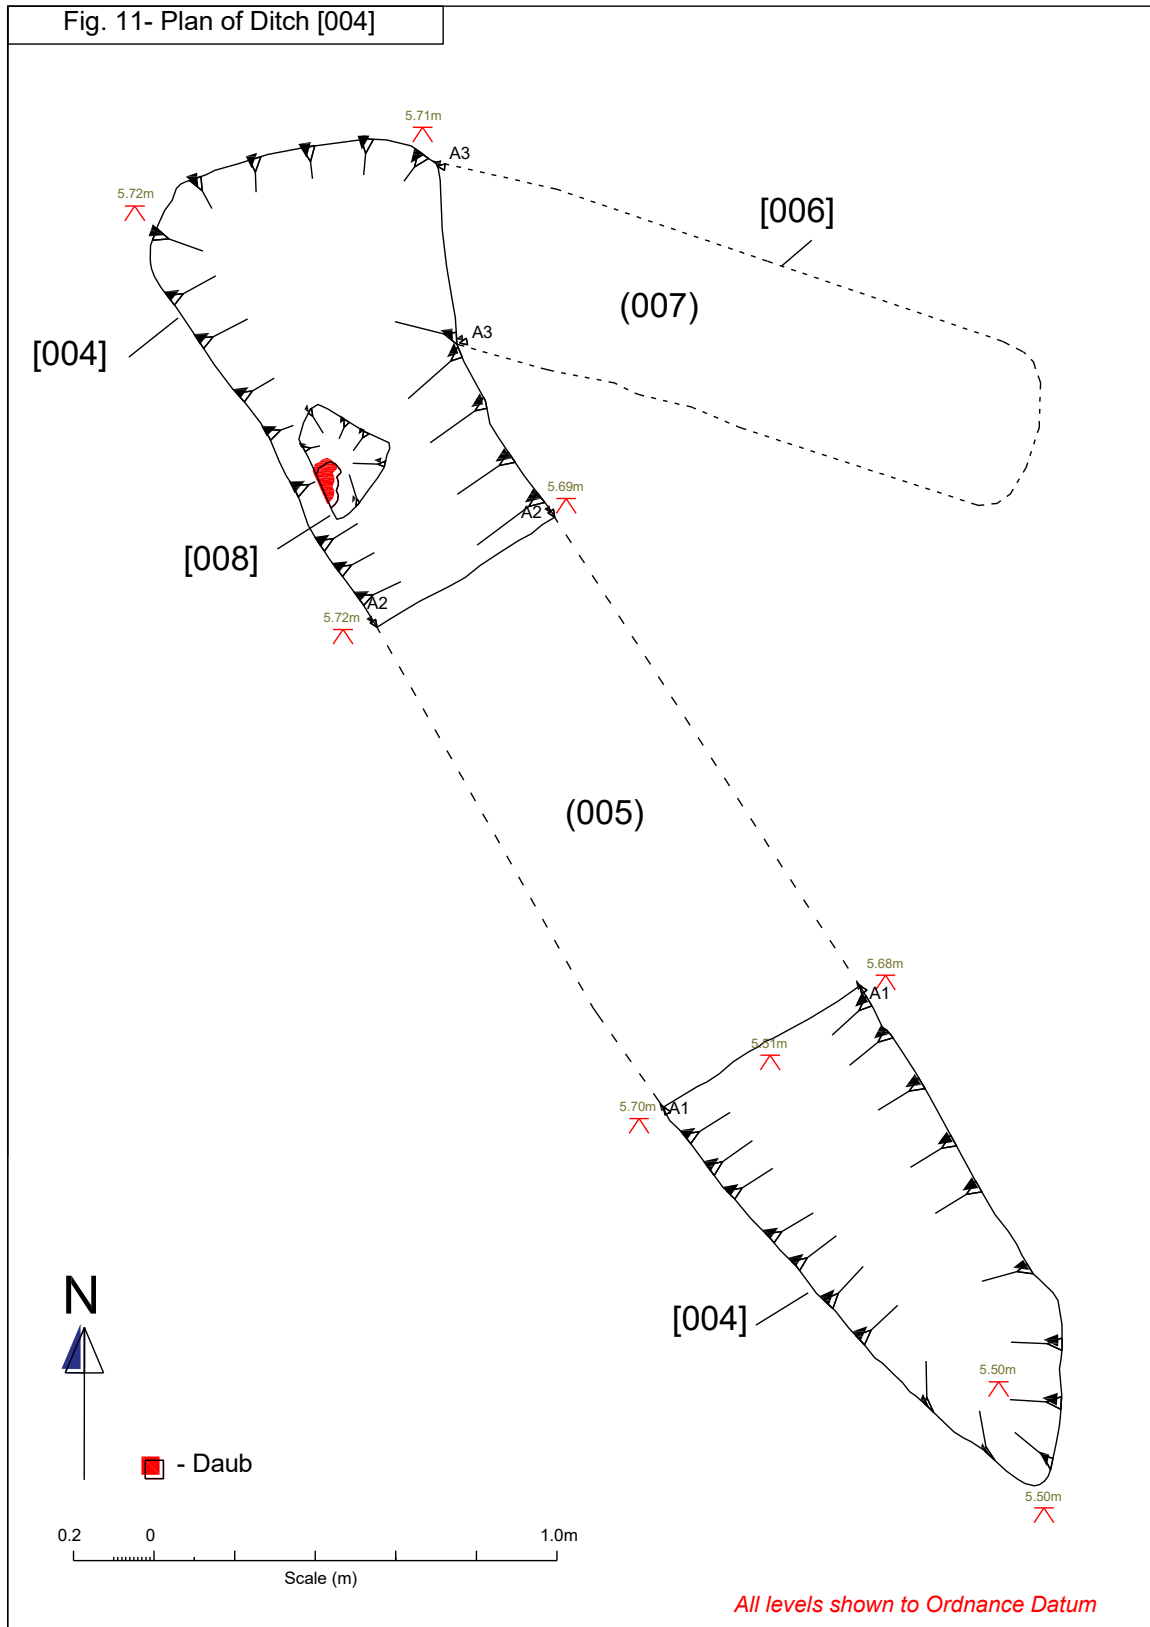 Fig. 11- Plan of Ditch [004]
5.71m
A3
5.72m
[006]
(007)
A3
[004]
5.69m
A2
[008]
A2
5.72m
(005)
5.68m
A1
5.51m
5.70m
A1
N
[004]
5.50m
- Daub
5.50m
0.2 0 1.0m
Scale (m)
All levels shown to Ordnance Datum